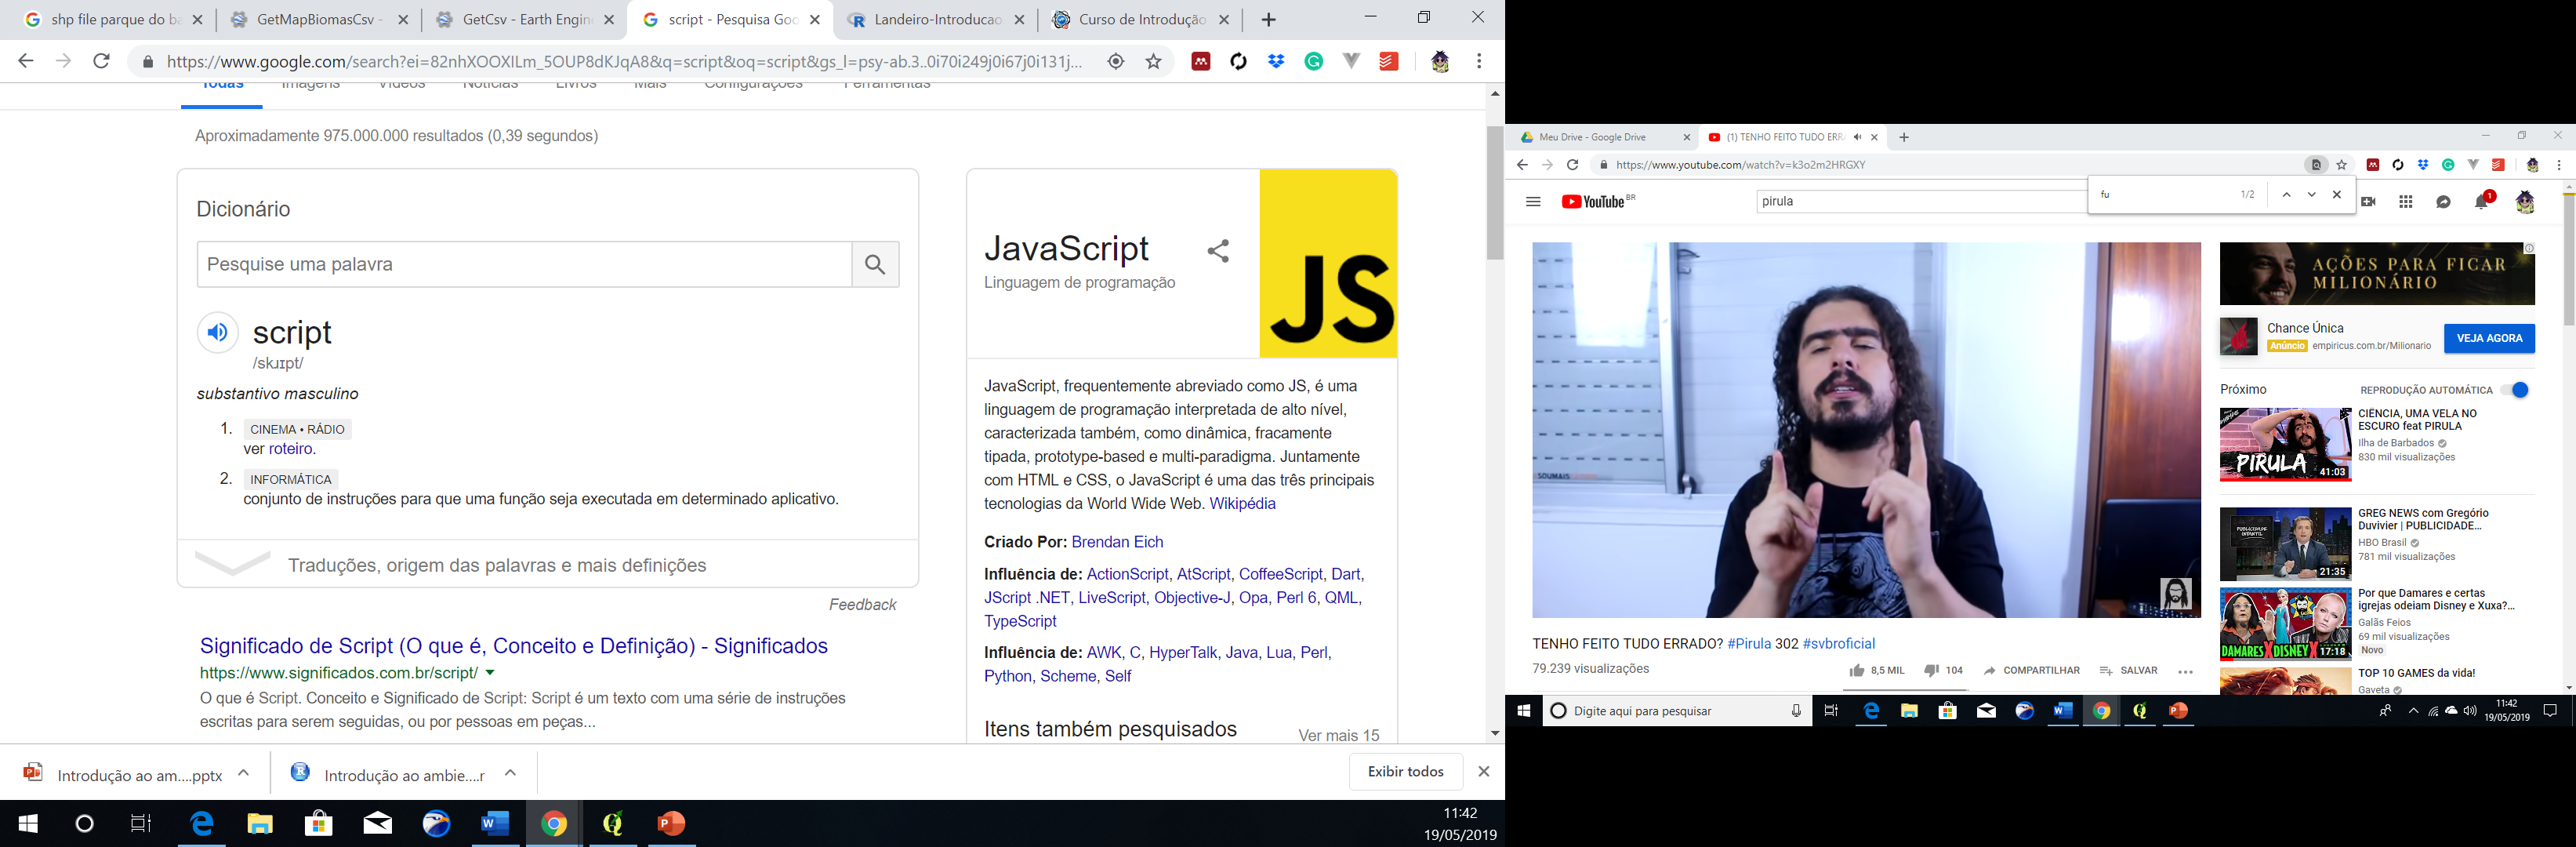 shp file parque do ba
GetMapBiomasCsv -
GetCsv - Earth Engin
script - Pesquisa Goo
Landeiro-Introducao
Curso de Introdução
https://www.google.com/search?ei=82nhXOOXILm_5OUP8dKJqA8&q=script&oq=script&gs_l=psy-ab.3..0i70i249j0i67j0i131j...
Todas Imagens Vídeos Notícias Livros Mais Configurações Ferramentas
Aproximadamente 975.000.000 resultados (0,39 segundos)
Dicionário
Pesquise uma palavra
script
/skɹɪpt/
substantivo masculino
1. CINEMA • RÁDIO
ver roteiro.
2. INFORMÁTICA
conjunto de instruções para que uma função seja executada em determinado aplicativo.
Traduções, origem das palavras e mais definições
Feedback
Significado de Script (O que é, Conceito e Definição) - Significados
https://www.significados.com.br/script/
O que é Script. Conceito e Significado de Script: Script é um texto com uma série de instruções
escritas para serem seguidas, ou por pessoas em peças...
JavaScript
Linguagem de programação
JS
JavaScript, frequentemente abreviado como JS, é uma
linguagem de programação interpretada de alto nível,
caracterizada também, como dinâmica, fracamente
tipada, prototype-based e multi-paradigma. Juntamente
com HTML e CSS, o JavaScript é uma das três principais
tecnologias da World Wide Web. Wikipédia
Criado Por: Brendan Eich
Influência de: ActionScript, AtScript, CoffeeScript, Dart,
JScript .NET, LiveScript, Objective-J, Opa, Perl 6, QML,
TypeScript
Influência de: AWK, C, HyperTalk, Java, Lua, Perl,
Python, Scheme, Self
Itens também pesquisados
Ver mais 15
Introdução ao am....pptx
Introdução ao ambie....r
Exibir todos
11:42
19/05/2019
Meu Drive - Google Drive
(1) TENHO FEITO TUDO ERR
https://www.youtube.com/watch?v=k3o2m2HRGXY
fu 1/2
YouTube BR
pirula
1
SOUMAIS
AÇÕES PARA FICAR
MILIONÁRIO
Chance Única
Anúncio empiricus.com.br/Milionario
VEJA AGORA
Próximo
REPRODUÇÃO AUTOMÁTICA
PIRULA
41:03
CIÊNCIA, UMA VELA NO
ESCURO feat PIRULA
Ilha de Barbados
830 mil visualizações
PUBLICIDADE
INFANTIL
21:35
GREG NEWS com Gregório
Duvivier | PUBLICIDADE...
HBO Brasil
781 mil visualizações
DAMARES X DISNEY
17:18
Por que Damares e certas
igrejas odeiam Disney e Xuxa?...
Galãs Feios
69 mil visualizações
Novo
TOP 10 GAMES da vida!
Gaveta
TENHO FEITO TUDO ERRADO? #Pirula 302 #svbroficial
79.239 visualizações
8,5 MIL
104
COMPARTILHAR
SALVAR
Digite aqui para pesquisar
11:42
19/05/2019